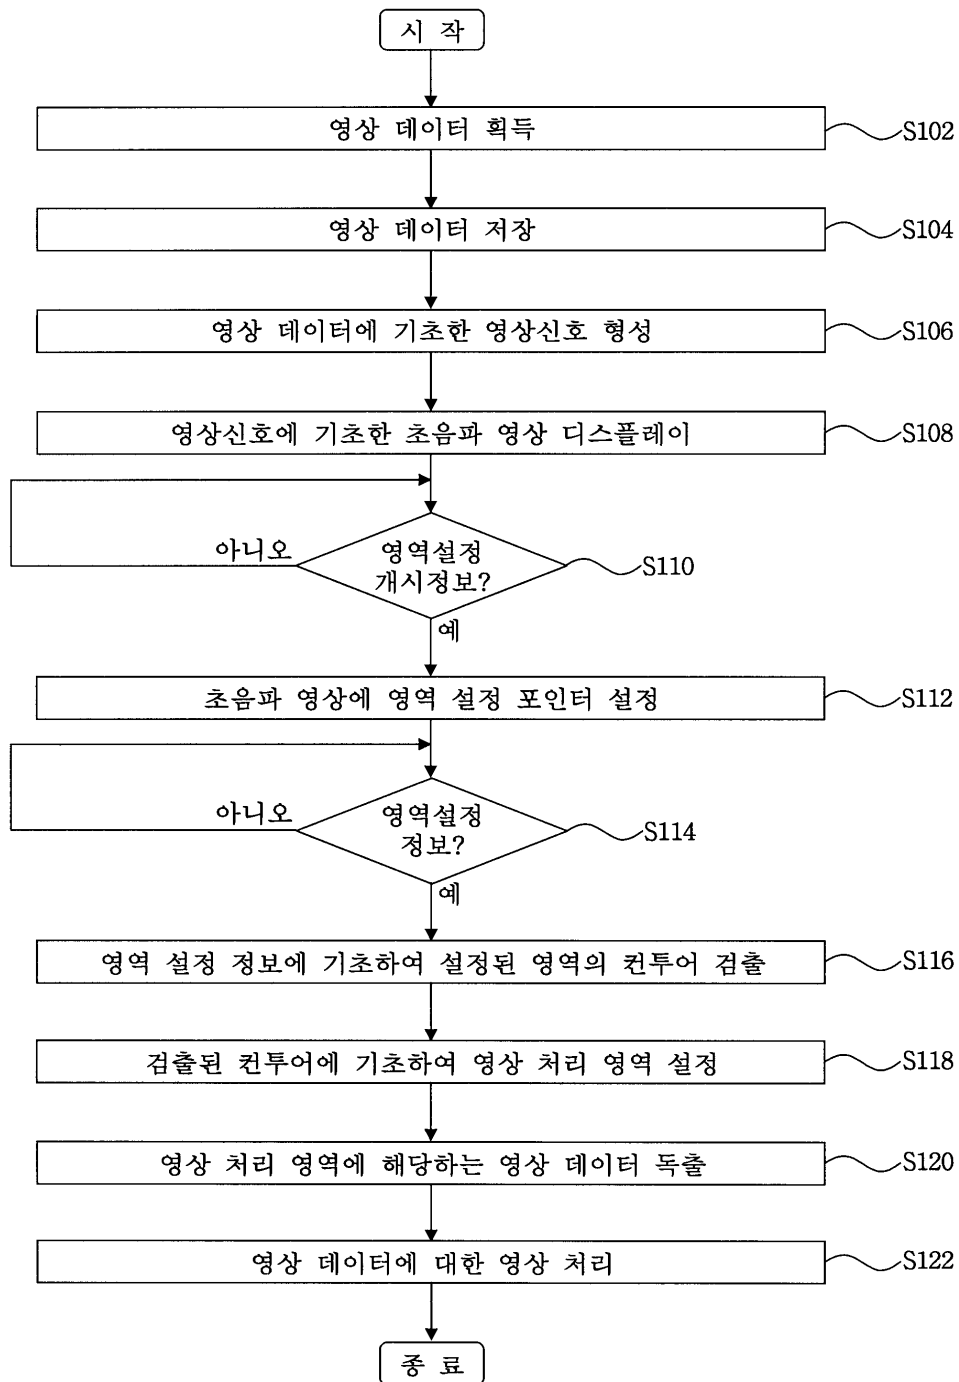 시 작
영상 데이터 획득
S102
영상 데이터 저장
S104
영상 데이터에 기초한 영상신호 형성
S106
영상신호에 기초한 초음파 영상 디스플레이
S108
아니오
영역설정
개시정보?
S110
예
초음파 영상에 영역 설정 포인터 설정
S112
아니오
영역설정
정보?
S114
예
영역 설정 정보에 기초하여 설정된 영역의 컨투어 검출
S116
검출된 컨투어에 기초하여 영상 처리 영역 설정
S118
영상 처리 영역에 해당하는 영상 데이터 독출
S120
영상 데이터에 대한 영상 처리
S122
종 료